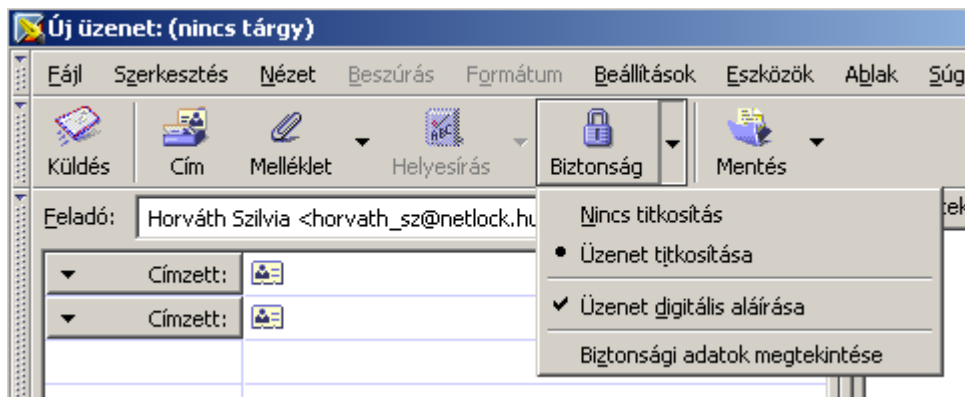 Új üzenet: (nincs tárgy)
Fájl Szerkesztés Nézet Beszúrás Formátum Beállítások Eszközök Ablak Súg
Küldés Cím Melléklet Helyesírás Biztonság Mentés
Feladó: Horváth Szilvia <horvath_sz@netlock.hu
Nincs titkosítás
Üzenet titkosítása
Címzett:
Üzenet digitális aláírása
Címzett:
Biztonsági adatok megtekintése